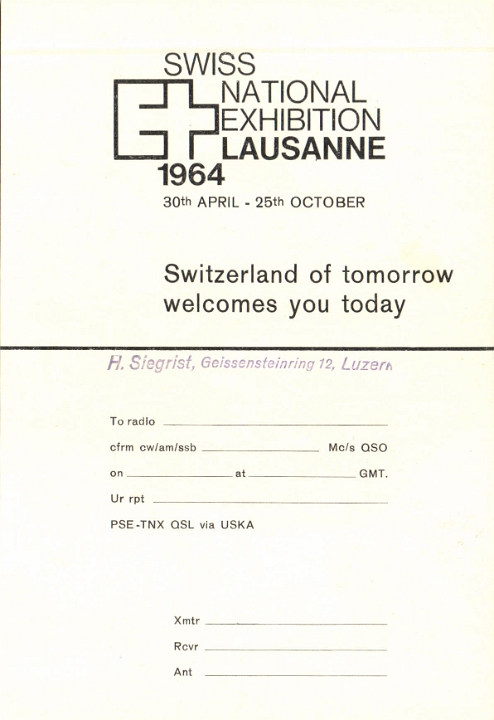 SWISS
NATIONAL
EXHIBITION
LAUSANNE
1964
30th APRIL - 25th OCTOBER
Switzerland of tomorrow
welcomes you today
H. Siegrist, Geissensteinring 12, Luzern
To radio
cfrm cw/am/ssb Mc/s QSO
on at GMT.
Ur rpt
PSE-TNX QSL via USKA
Xmtr
Rcvr
Ant